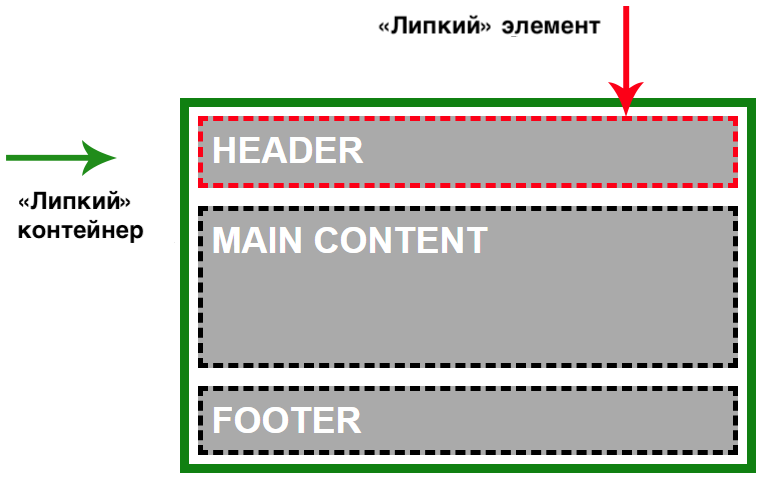 «Липкий» элемент
HEADER
«Липкий»
контейнер
MAIN CONTENT
FOOTER